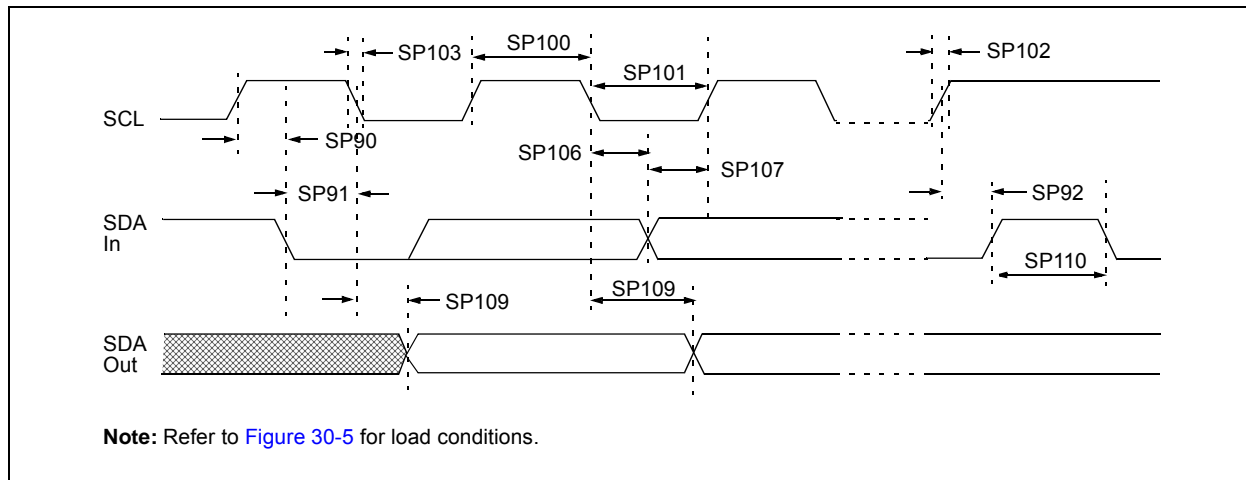 SP103
SP100
SP101
SP102
SCL
SP90
SP106
SP107
SP91
SP92
SDA
In
SP110
SP109
SP109
SDA
Out
Note: Refer to Figure 30-5 for load conditions.